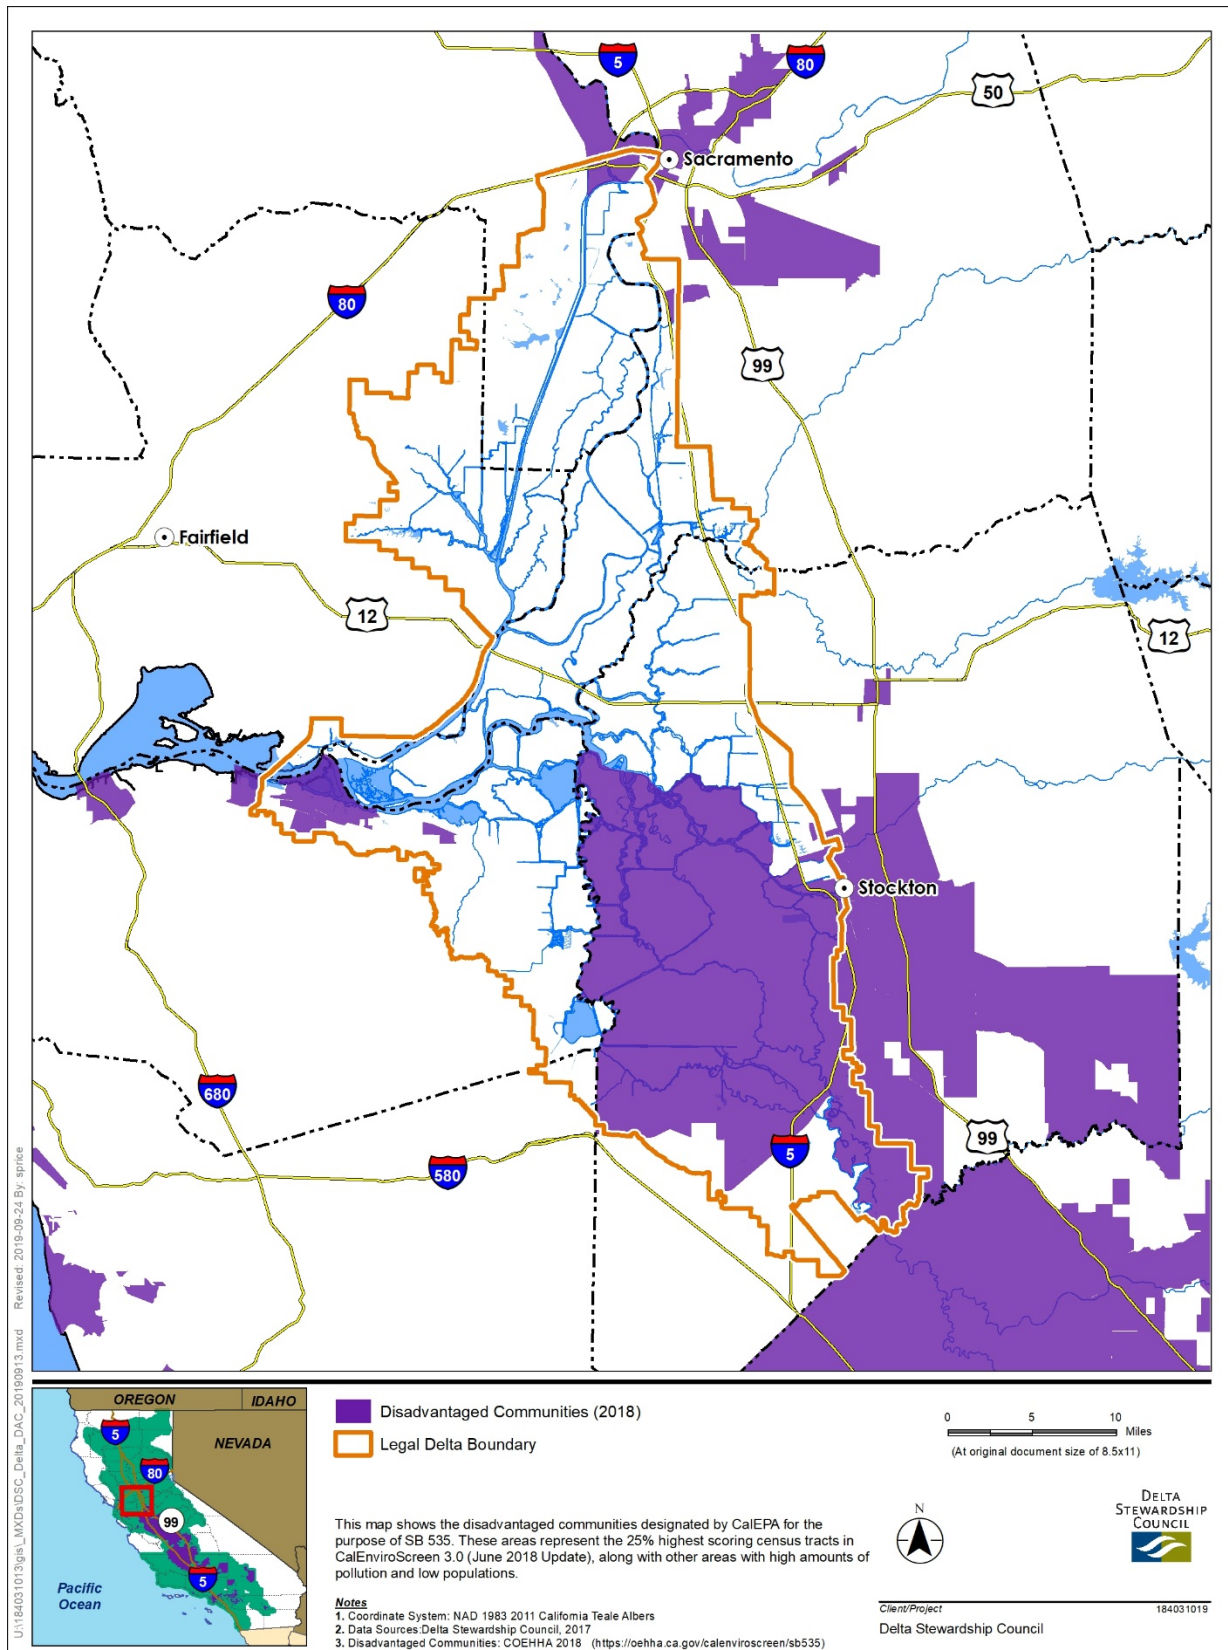 5
80
50
Sacramento
80
99
Fairfield
12
12
Stockton
680
99
580
5
U:\184031013\gis\_MXDs\DSC_Delta_DAC_20190913.mxd    Revised: 2019-09-24 By: sprice
OREGON
IDAHO
NEVADA
5
80
99
5
Pacific
Ocean
Disadvantaged Communities (2018)
Legal Delta Boundary
0 5 10
Miles
(At original document size of 8.5x11)
This map shows the disadvantaged communities designated by CalEPA for the
purpose of SB 535. These areas represent the 25% highest scoring census tracts in
CalEnviroScreen 3.0 (June 2018 Update), along with other areas with high amounts of
pollution and low populations.
N
DELTA
STEWARDSHIP
COUNCIL
Notes
1. Coordinate System: NAD 1983 2011 California Teale Albers
2. Data Sources:Delta Stewardship Council, 2017
3. Disadvantaged Communities: COEHHA 2018   (https://oehha.ca.gov/calenviroscreen/sb535)
Client/Project 184031019
Delta Stewardship Council